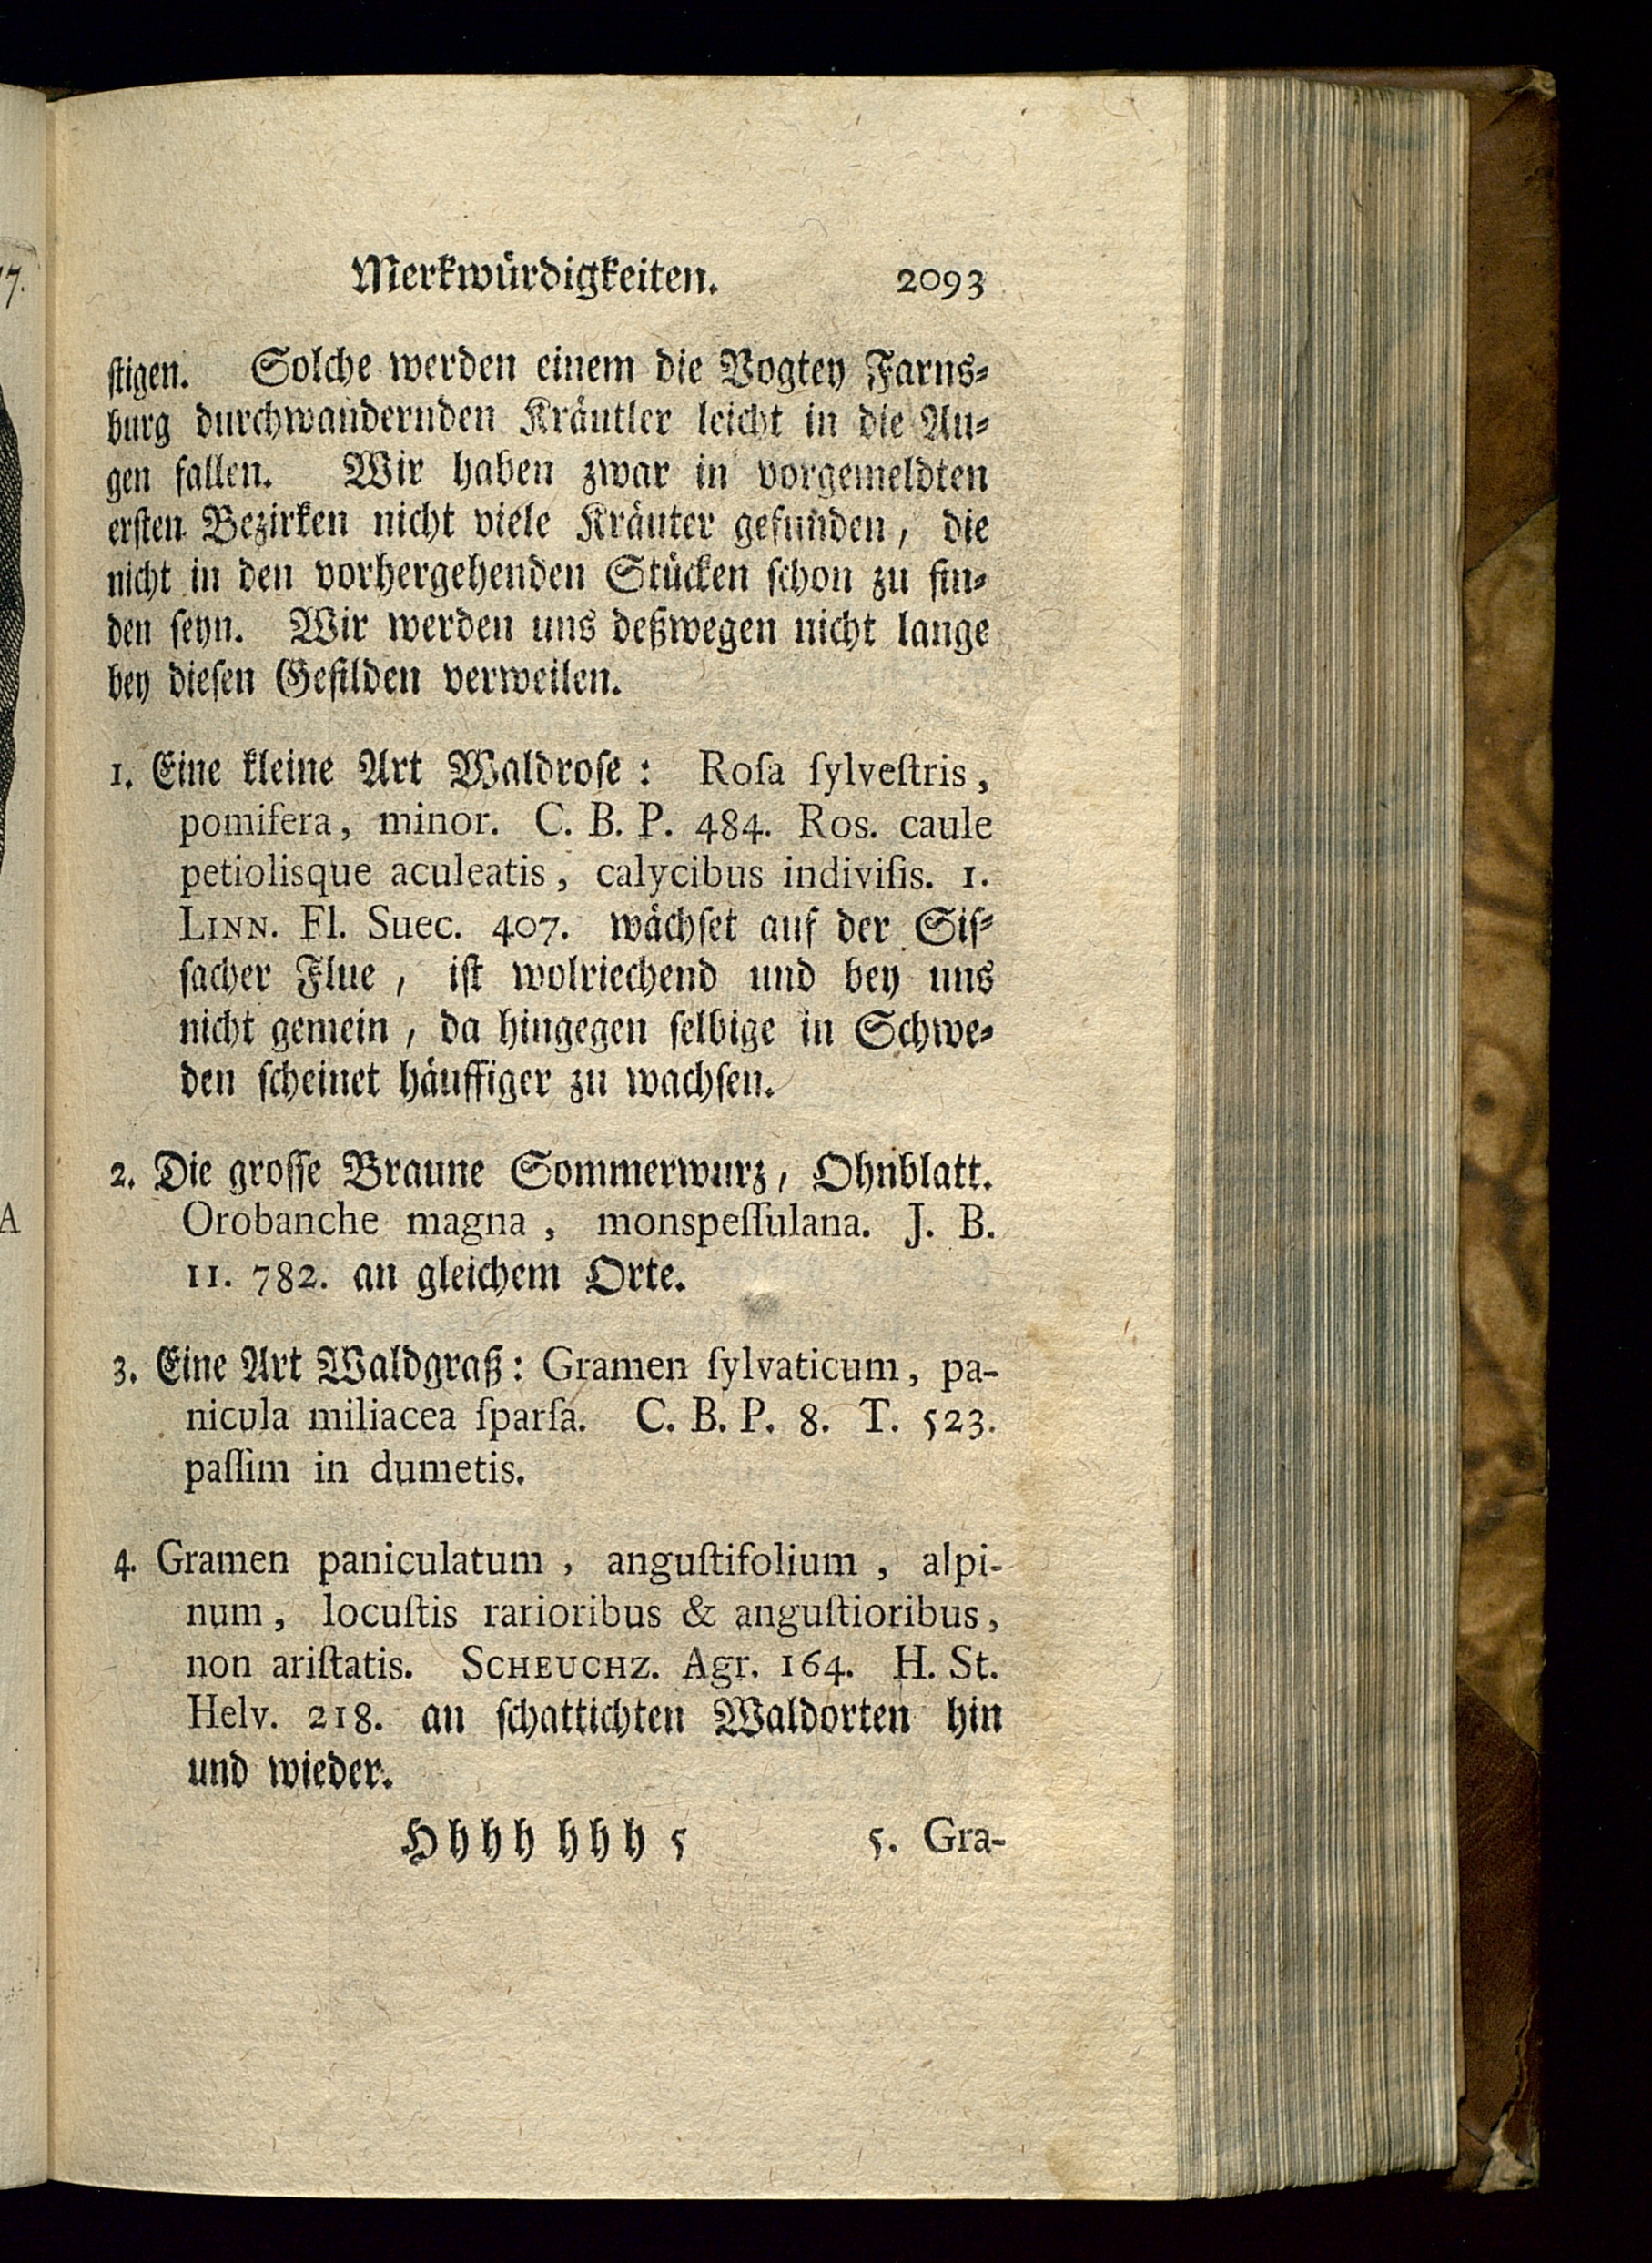 Merkwürdigkeiten. 2093
stigen. Solche werden einem die Vogtey Farns-
burg durchwandernden Kräutler leicht in die Au-
gen fallen. Wir haben zwar in vorgemeldten
ersten Bezirken nicht viele Kräuter gefunden, die
nicht in den vorhergehenden Stücken schon zu fin-
den seyn. Wir werden uns deßwegen nicht lange
bey diesen Gefilden verweilen.
1. Eine kleine Art Waldrose: Rosa sylvestris,
pomifera, minor. C. B. P. 484. Ros. caule
petiolisque aculeatis, calycibus indivisis. 1.
LINN. Fl. Suec. 407. wächset auf der Sis-
sacher Flue, ist wolriechend und bey uns
nicht gemein, da hingegen selbige in Schwe-
den scheinet häuffiger zu wachsen.
2. Die grosse Braune Sommerwurz, Ohnblatt.
Orobanche magna, monspessulana. J. B.
11. 782. an gleichem Orte.
3. Eine Art Waldgraß: Gramen sylvaticum, pa-
nicula miliacea sparsa. C. B. P. 8. T. 523.
passim in dumetis.
4. Gramen paniculatum, angustifolium, alpi-
num, locustis rarioribus & angustioribus,
non aristatis. SCHEUCHZ. Agr. 164. H. St.
Helv. 218. an schattichten Waldorten hin
und wieder.
Hhhh hhh 5 5. Gra-
7.
A